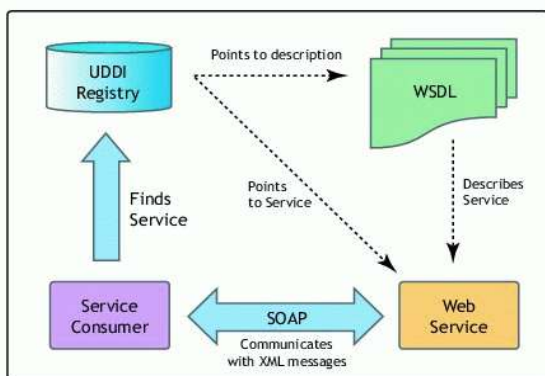 UDDI
Registry
Points to description
WSDL
Finds
Service
Points
to Service
Describes
Service
Service
Consumer
SOAP
Communicates
with XML messages
Web
Service